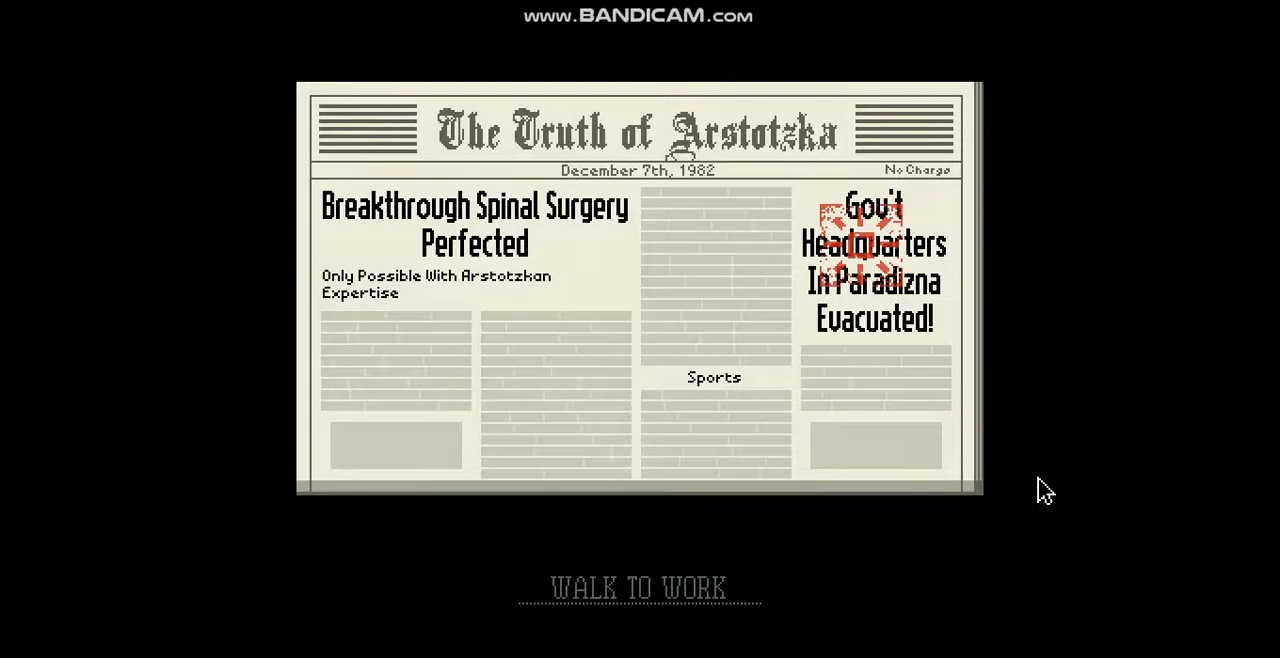 www.BANDICAM.com
The Truth of Arstotzka
December 7th, 1982
No Charge
Breakthrough Spinal Surgery
Perfected
Only Possible With Arstotzkan
Expertise
Sports
Gov't
Headquarters
In Paradizna
Evacuated!
WALK TO WORK